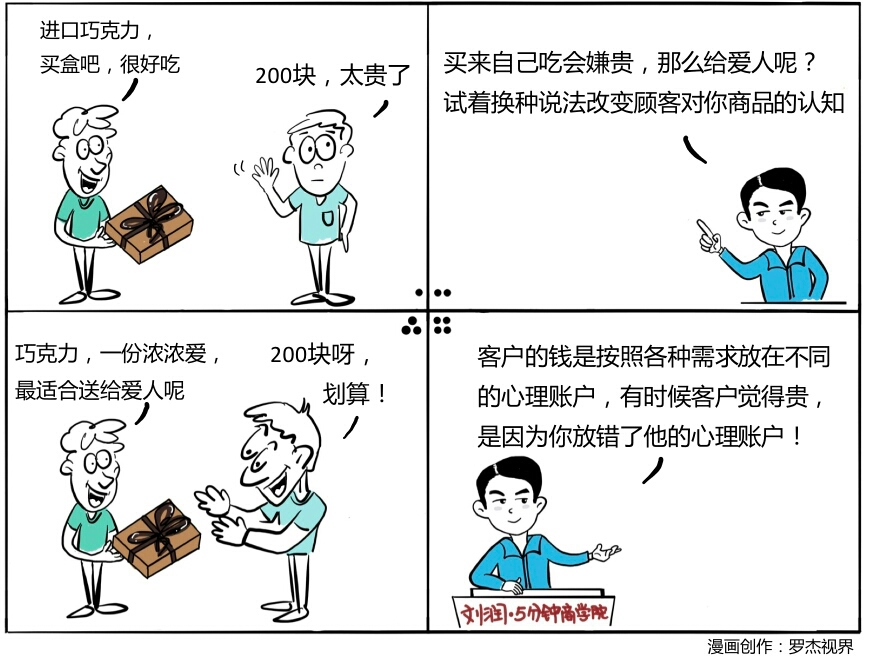 进口巧克力，
买盒吧，很好吃
200块，太贵了
买来自己吃会嫌贵，那么给爱人呢？
试着换种说法改变顾客对你商品的认知
巧克力，一份浓浓爱，
最适合送给爱人呢
200块呀，
划算！
客户的钱是按照各种需求放在不同
的心理账户，有时候客户觉得贵，
是因为你放错了他的心理账户！
刘润·5分钟商学院
漫画创作：罗杰视界